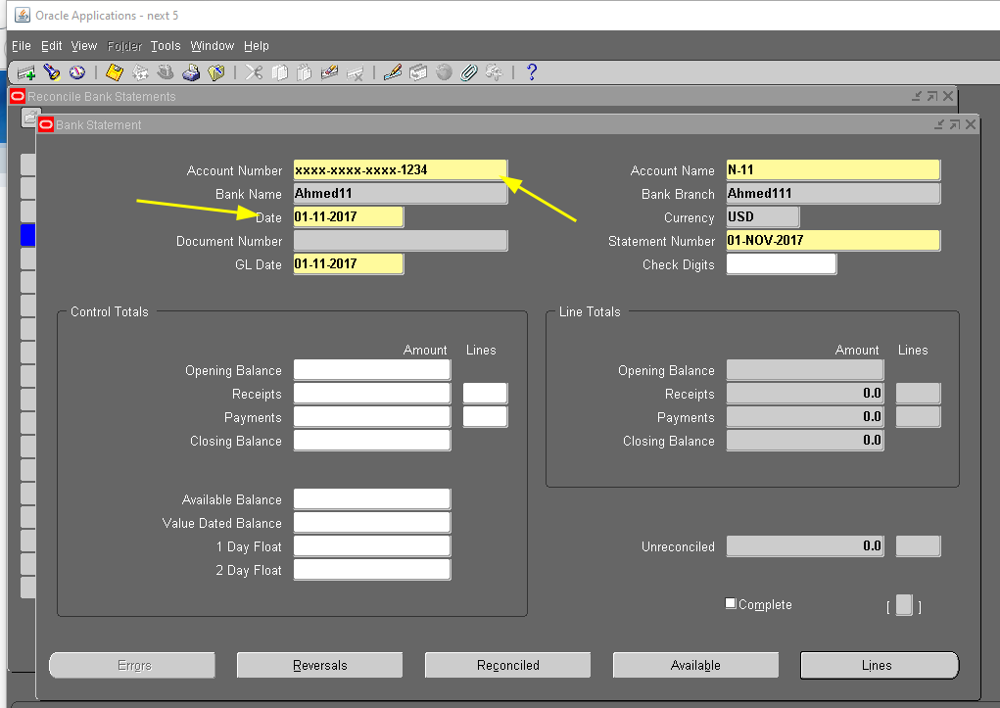 Oracle Applications - next 5
File Edit View Folder Tools Window Help
Reconcile Bank Statements
Bank Statement
Account Number xxxx-xxxx-xxxx-1234 Account Name N-11
Bank Name Ahmed11 Bank Branch Ahmed111
Date 01-11-2017 Currency USD
Document Number Statement Number 01-NOV-2017
GL Date 01-11-2017 Check Digits
Control Totals Line Totals
Amount Lines Amount Lines
Opening Balance Opening Balance
Receipts Receipts 0.0
Payments Payments 0.0
Closing Balance Closing Balance 0.0
Available Balance
Value Dated Balance
1 Day Float Unreconciled 0.0
2 Day Float
Complete [ ]
Errors Reversals Reconciled Available Lines